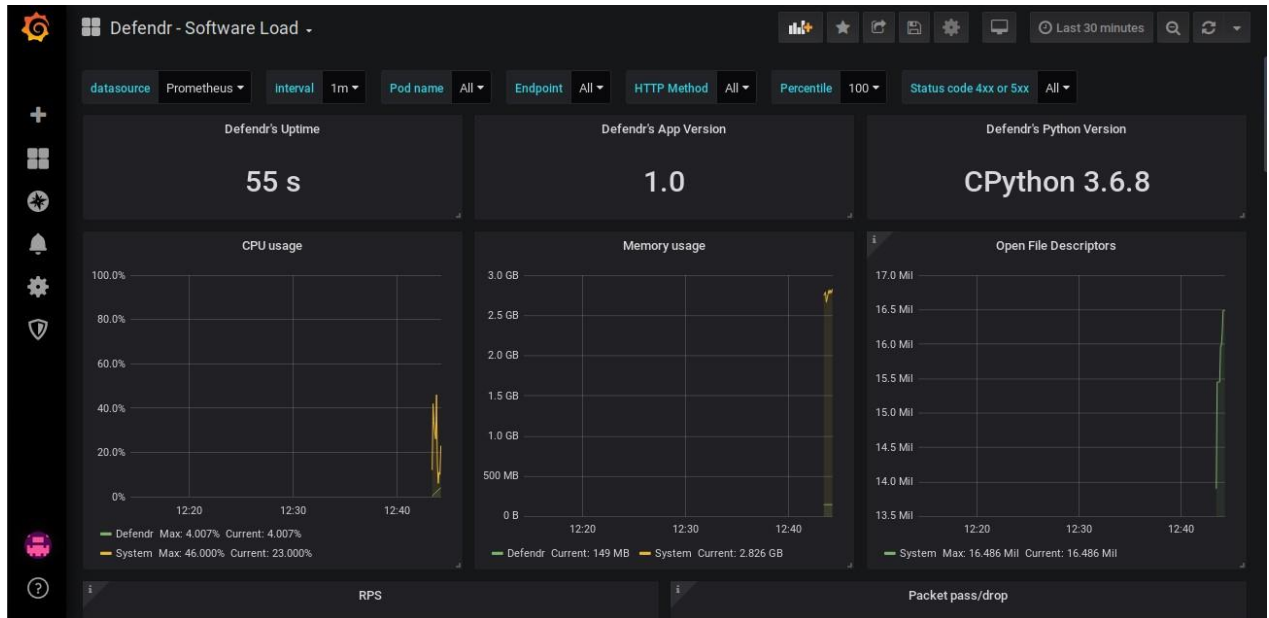 Defendr - Software Load
Last 30 minutes
datasource Prometheus interval 1m Pod name All Endpoint All HTTP Method All Percentile 100 Status code 4xx or 5xx All
Defendr's Uptime
55 s
Defendr's App Version
1.0
Defendr's Python Version
CPython 3.6.8
CPU usage
100.0%
80.0%
60.0%
40.0%
20.0%
0%
12:20 12:30 12:40
Defendr Max: 4.007% Current: 4.007%
System Max: 46.000% Current: 23.000%
Memory usage
3.0 GB
2.5 GB
2.0 GB
1.5 GB
1.0 GB
500 MB
0 B
12:20 12:30 12:40
Defendr Current: 149 MB System Current: 2.826 GB
i
Open File Descriptors
17.0 Mil
16.5 Mil
16.0 Mil
15.5 Mil
15.0 Mil
14.5 Mil
14.0 Mil
13.5 Mil
12:20 12:30 12:40
System Max: 16.486 Mil Current: 16.486 Mil
i
RPS
i
Packet pass/drop